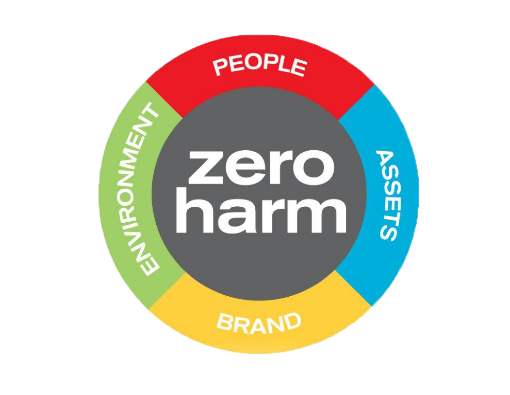 PEOPLE
ENVIRONMENT
zero
harm
ASSETS
BRAND